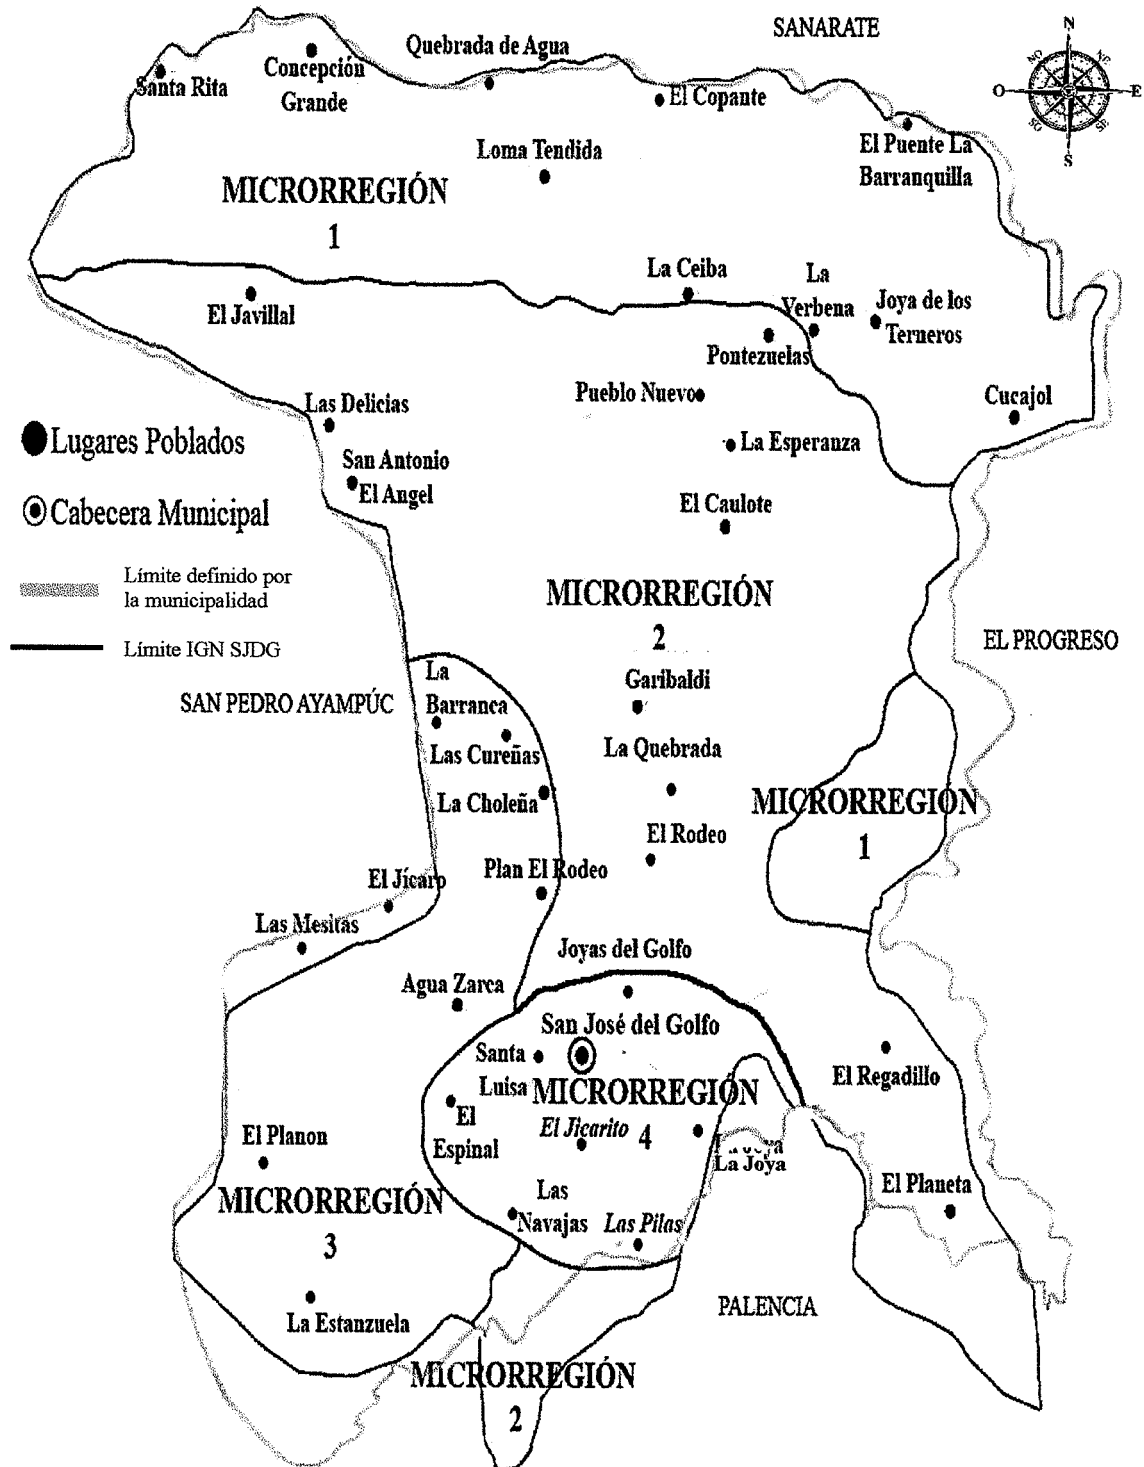 SANARATE
N
NO
NE
O
E
SO
SE
S
Quebrada de Agua
Concepción
Grande
Santa Rita
El Copante
El Puente La
Barranquilla
Loma Tendida
MICRORREGIÓN
1
La Ceiba
La
Verbena
Joya de los
Terneros
El Javillal
Pontezuelas
Pueblo Nuevo
Cucajol
Las Delicias
Lugares Poblados
La Esperanza
San Antonio
El Angel
El Caulote
Cabecera Municipal
Límite definido por
la municipalidad
MICRORREGIÓN
2
Límite IGN SJDG
EL PROGRESO
La
Barranca
Garibaldi
SAN PEDRO AYAMPÚC
Las Cureñas
La Quebrada
La Choleña
MICRORREGIÓN
1
El Rodeo
Plan El Rodeo
El Jícaro
Las Mesitas
Joyas del Golfo
Agua Zarca
San José del Golfo
Santa
Luisa
El Regadillo
MICRORREGIÓN
4
El
Espinal
El Jicarito
El Planon
La Joya
El Planeta
MICRORREGIÓN
3
Las
Navajas
Las Pilas
La Estanzuela
PALENCIA
MICRORREGIÓN
2